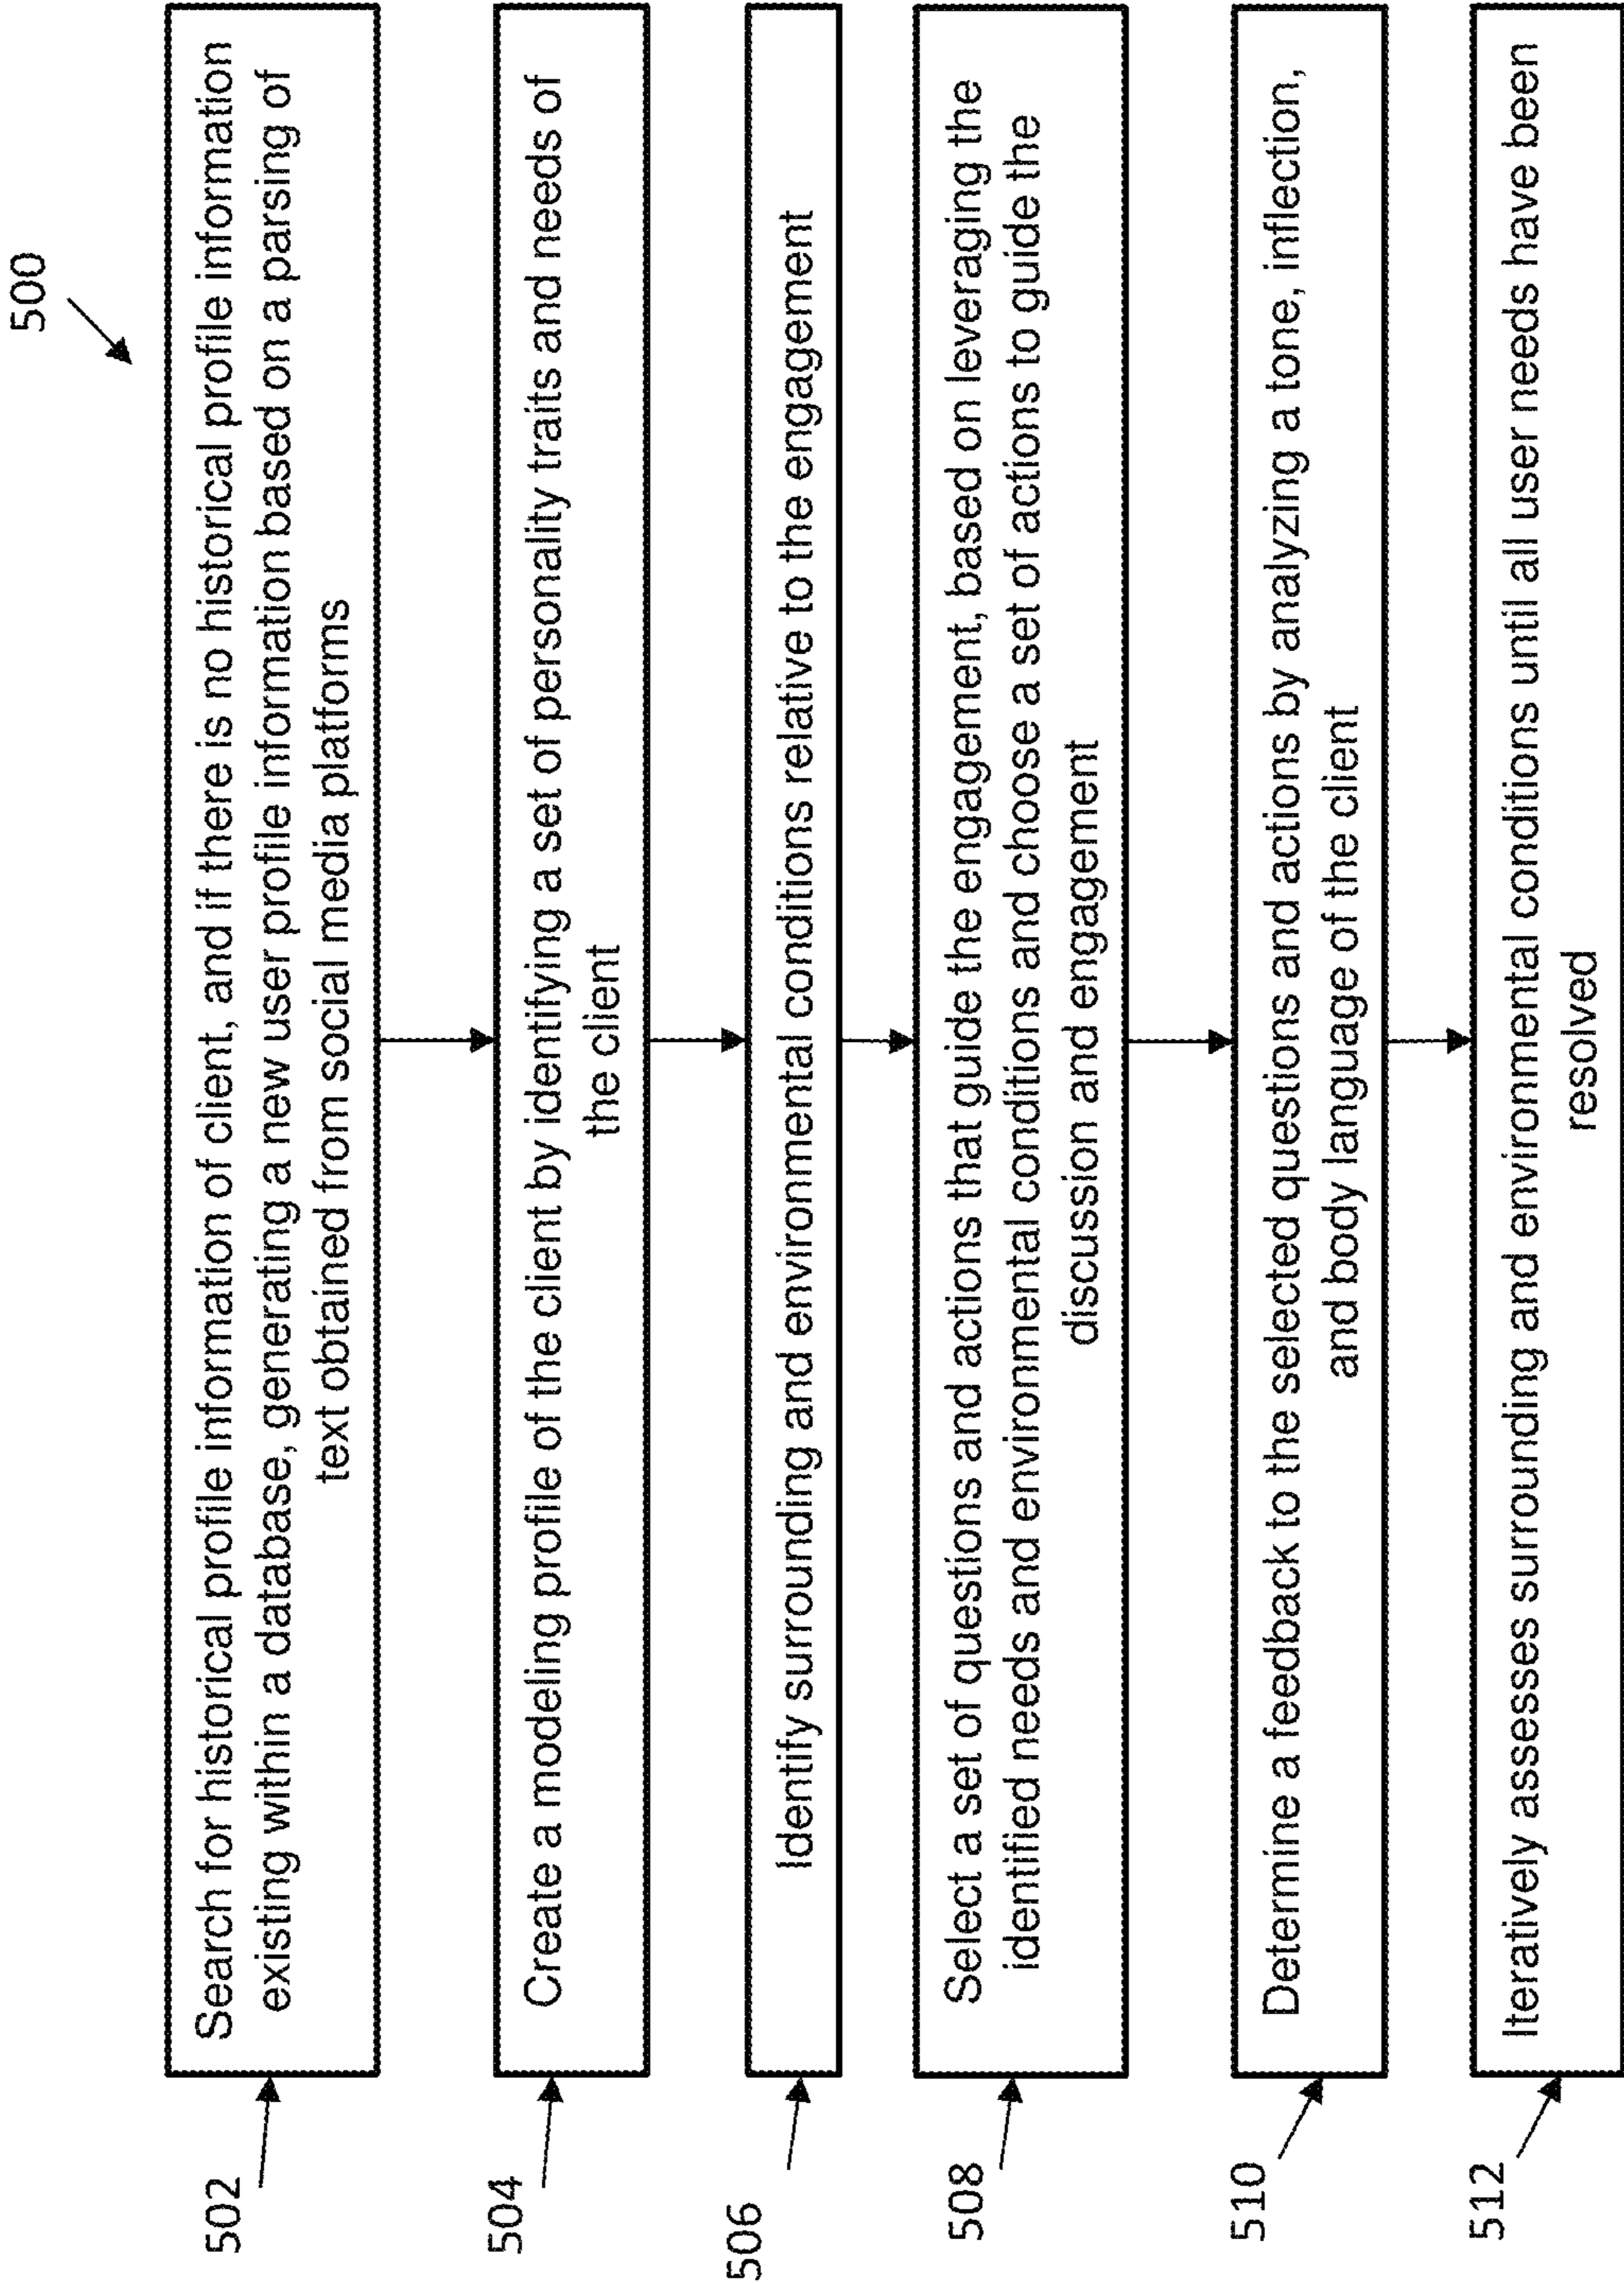 500
502
Search for historical profile information of client, and if there is no historical profile information
existing within a database, generating a new user profile information based on a parsing of
text obtained from social media platforms
504
Create a modeling profile of the client by identifying a set of personality traits and needs of
the client
506
Identify surrounding and environmental conditions relative to the engagement
508
Select a set of questions and actions that guide the engagement, based on leveraging the
identified needs and environmental conditions and choose a set of actions to guide the
discussion and engagement
510
Determine a feedback to the selected questions and actions by analyzing a tone, inflection,
and body language of the client
512
Iteratively assesses surrounding and environmental conditions until all user needs have been
resolved